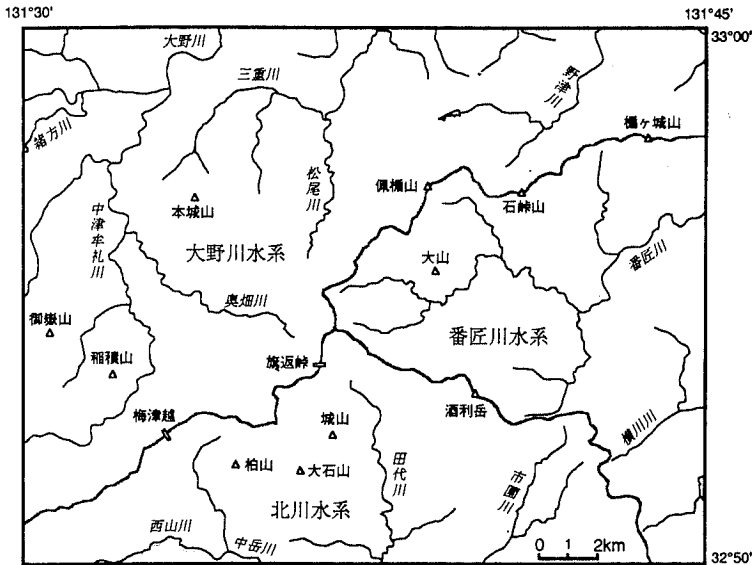 131°30'
131°45'
33°00'
大野川
三重川
野津川
緒方川
楯ヶ城山
松尾川
佩楯山
石峠山
本城山
中津牟礼川
大野川水系
大山
番匠川
奥畑川
御嶽山
番匠川水系
稲積山
旗返峠
酒利岳
梅津越
城山
横川川
柏山
大石山
田代川
市園川
北川水系
西山川
中岳川
0 1 2km
32°50'